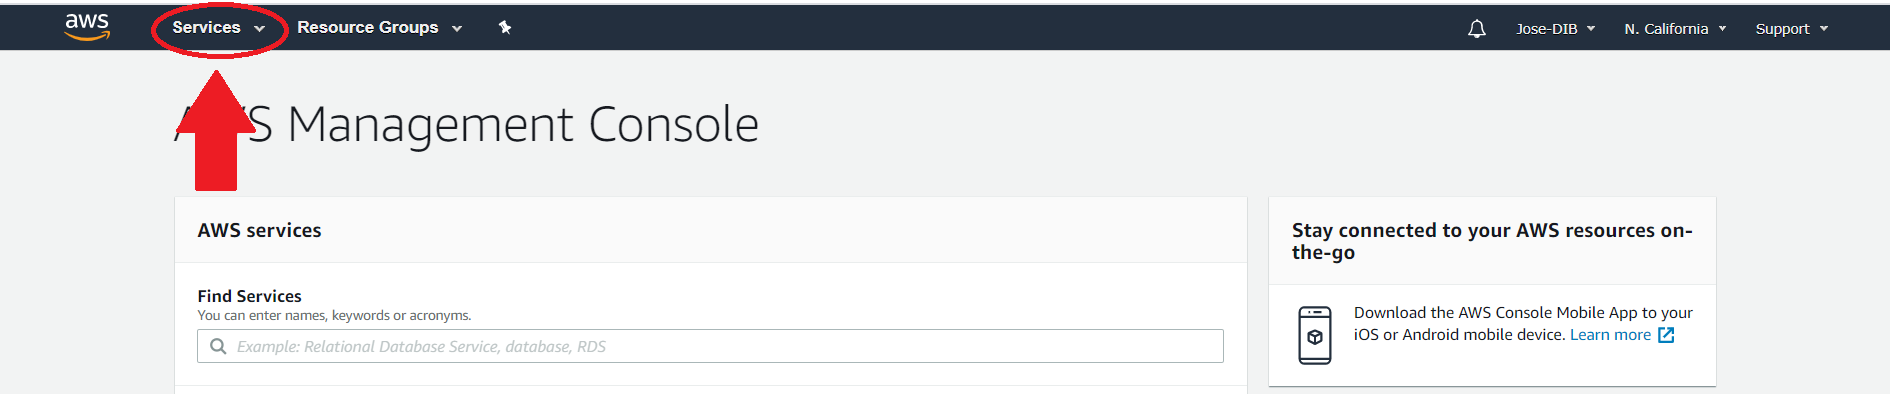 aws Services Resource Groups Jose-DIB N. California Support
AWS Management Console
AWS services
Find Services
You can enter names, keywords or acronyms.
Example: Relational Database Service, database, RDS
Stay connected to your AWS resources on-
the-go
Download the AWS Console Mobile App to your
iOS or Android mobile device. Learn more